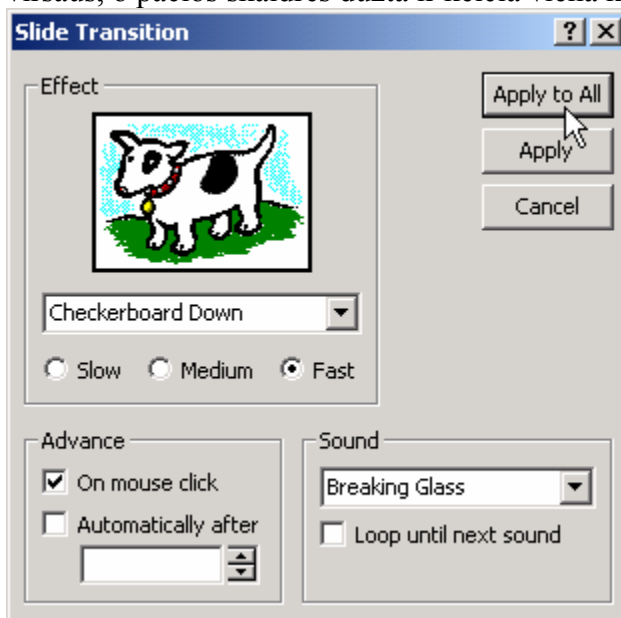 Slide Transition
Effect
Apply to All
Apply
Cancel
Checkerboard Down
Slow Medium Fast
Advance
On mouse click
Automatically after
Sound
Breaking Glass
Loop until next sound